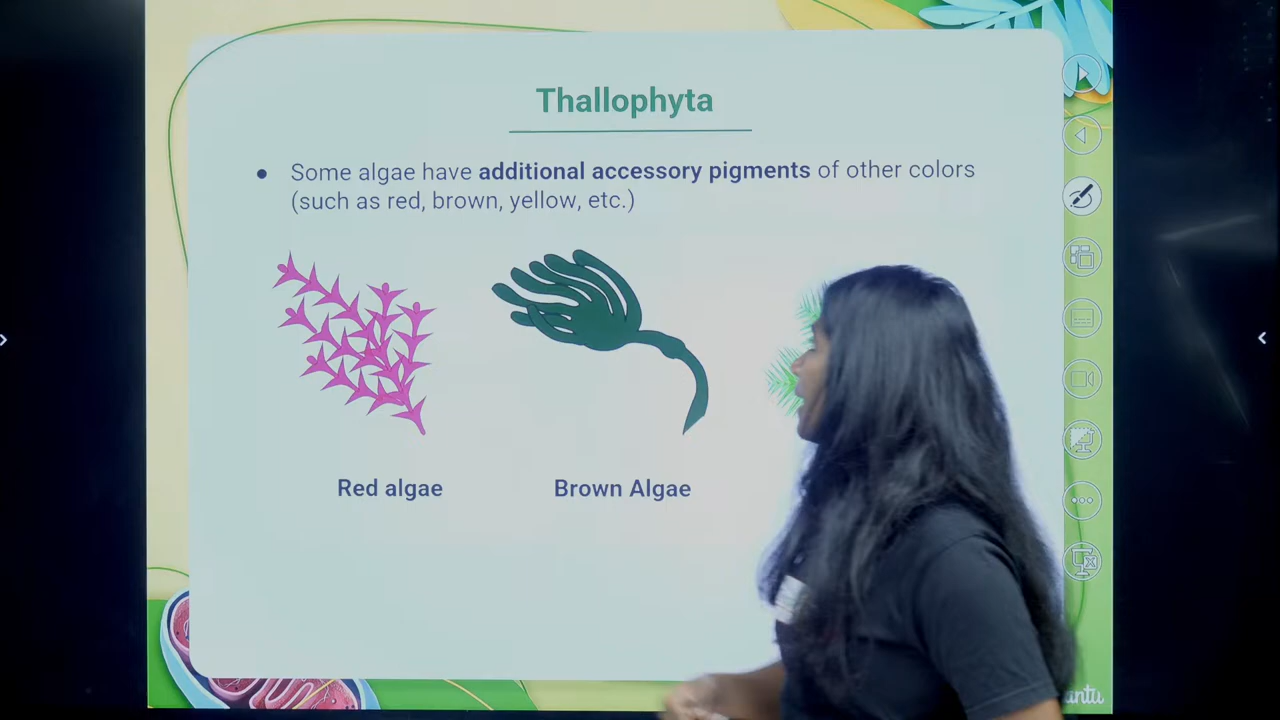 Thallophyta
● Some algae have additional accessory pigments of other colors
(such as red, brown, yellow, etc.)
Red algae
Brown Algae